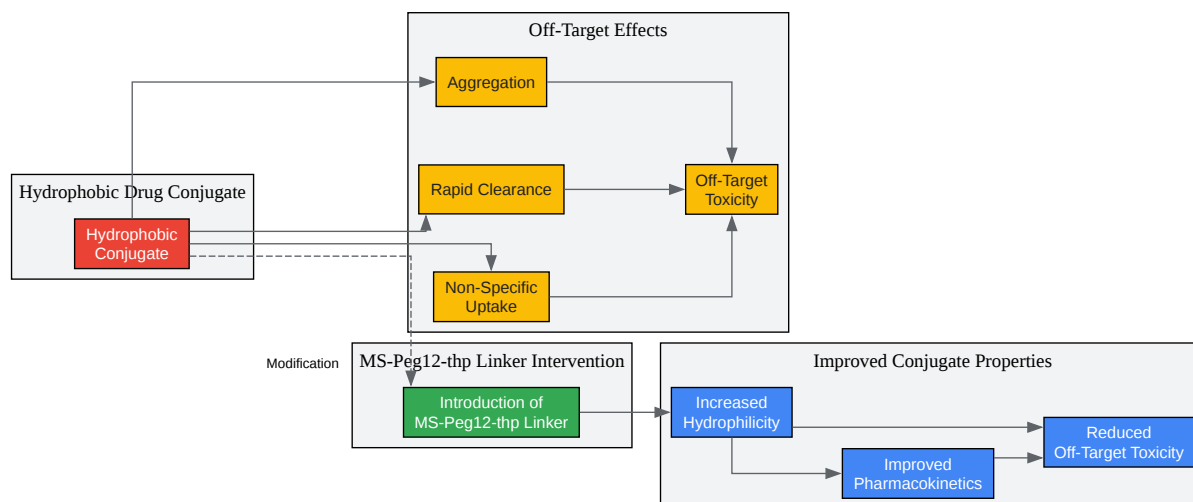 Off-Target Effects
Aggregation
Rapid Clearance
Off-Target
Toxicity
Non-Specific
Uptake
Hydrophobic Drug Conjugate
Hydrophobic
Conjugate
Modification
MS-Peg12-thp Linker Intervention
Introduction of
MS-Peg12-thp Linker
Improved Conjugate Properties
Increased
Hydrophilicity
Improved
Pharmacokinetics
Reduced
Off-Target Toxicity